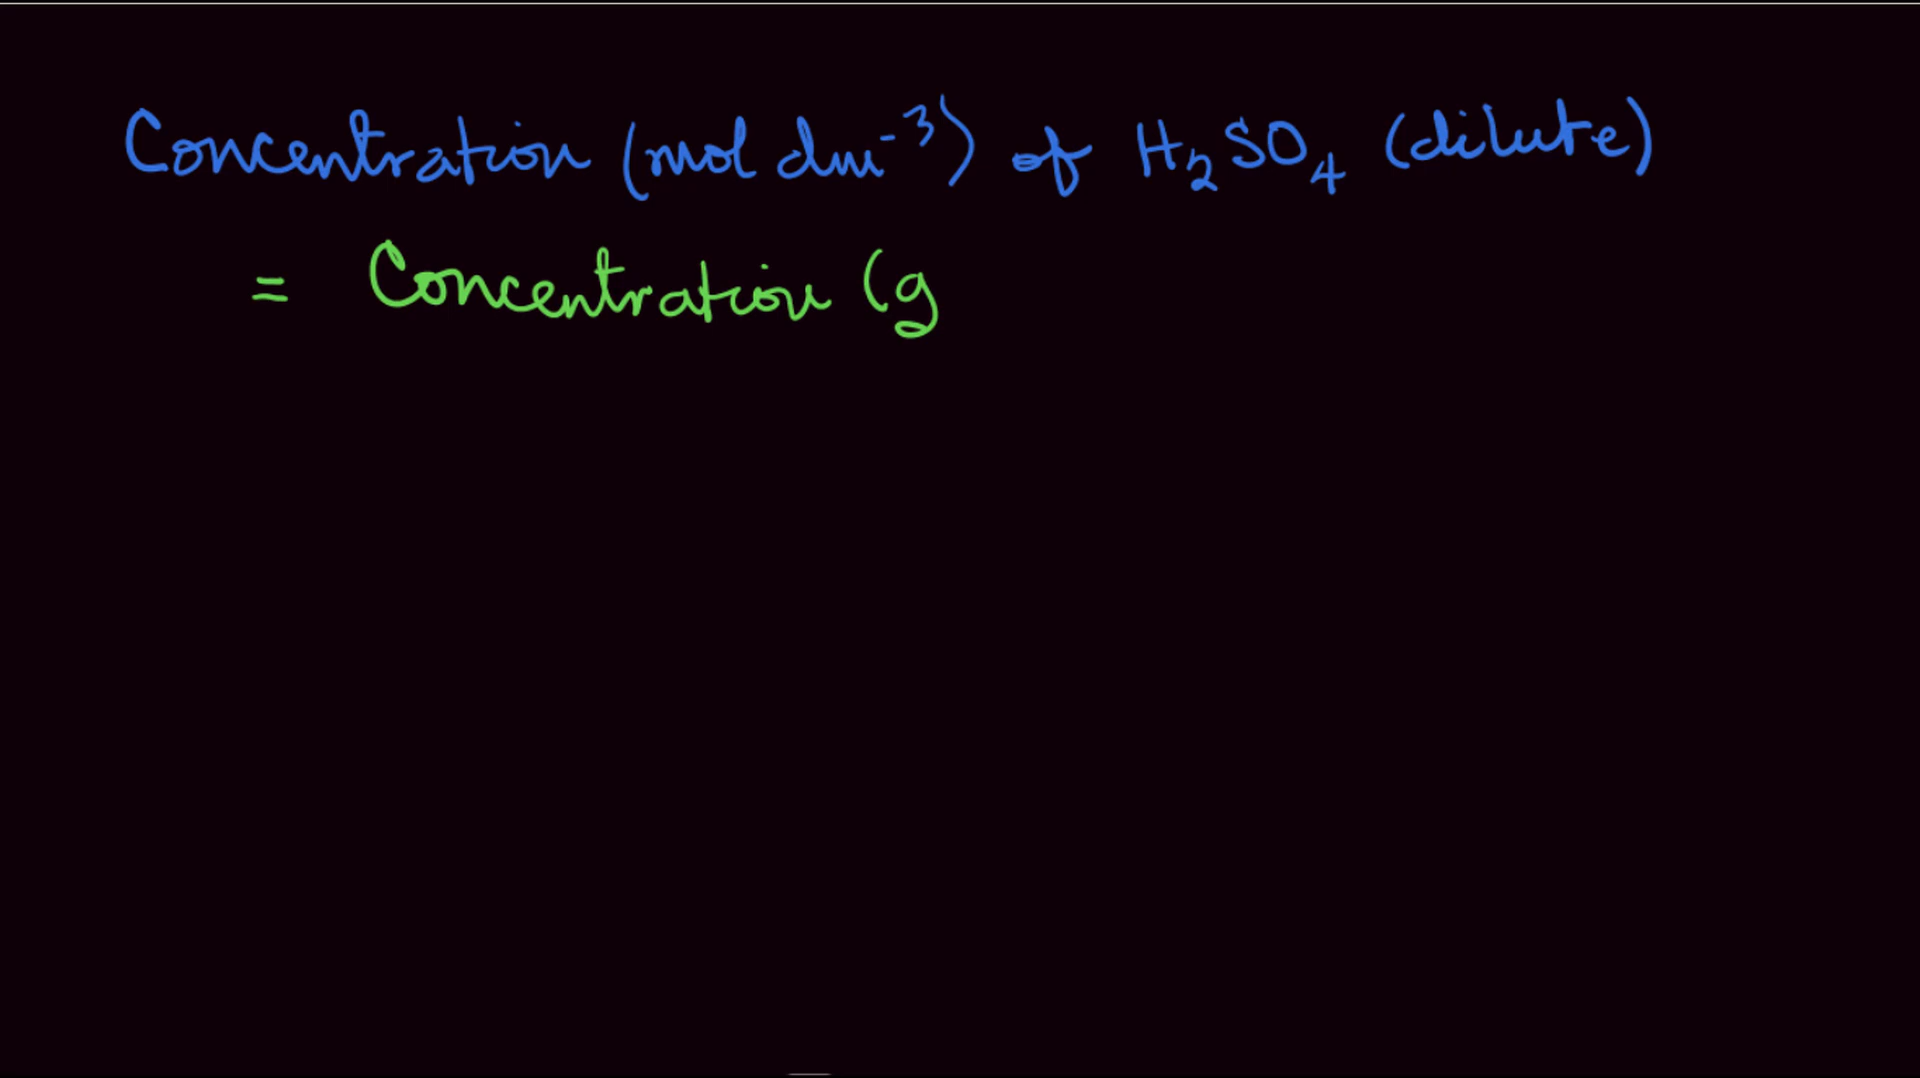 Concentration (mol dm⁻³) of H₂SO₄ (dilute)
= Concentration (g